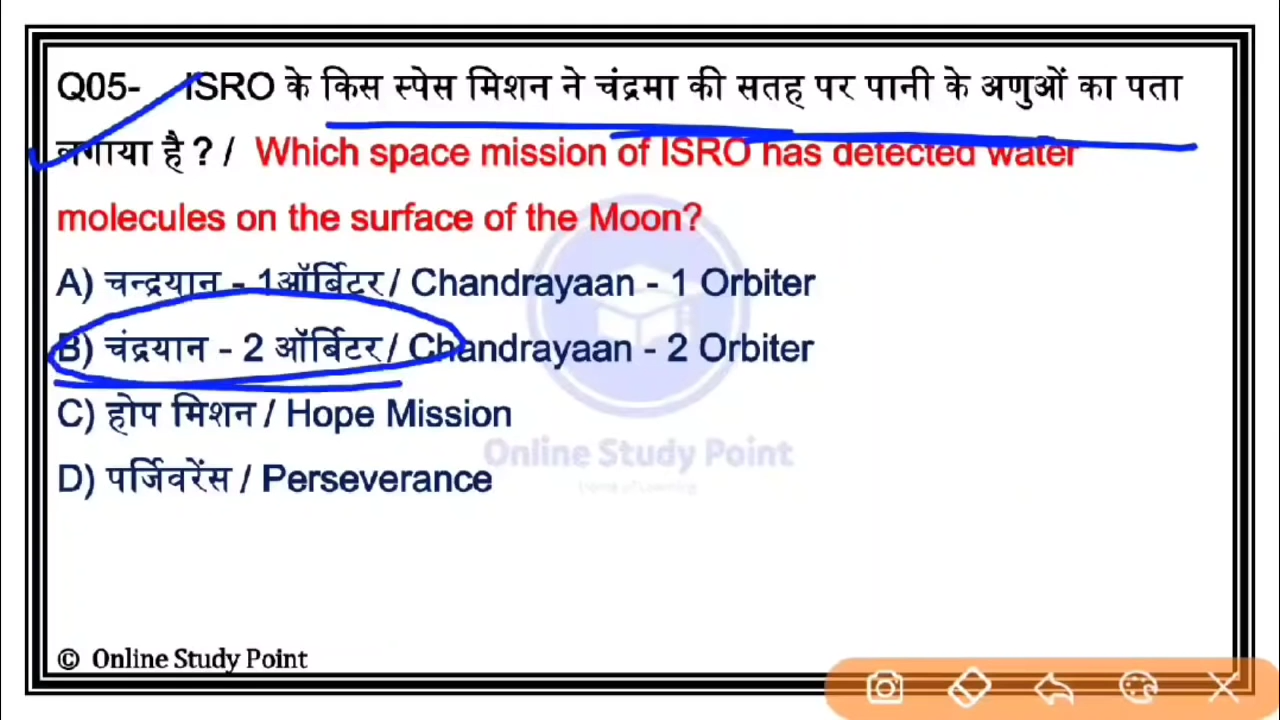 Q05- ISRO के किस स्पेस मिशन ने चंद्रमा की सतह पर पानी के अणुओं का पता
लगाया है ? / Which space mission of ISRO has detected water
molecules on the surface of the Moon?
A) चन्द्रयान - 1ऑर्बिटर / Chandrayaan - 1 Orbiter
B) चंद्रयान - 2 ऑर्बिटर / Chandrayaan - 2 Orbiter
C) होप मिशन / Hope Mission
Online Study Point
D) पर्जिवरेंस / Perseverance
© Online Study Point